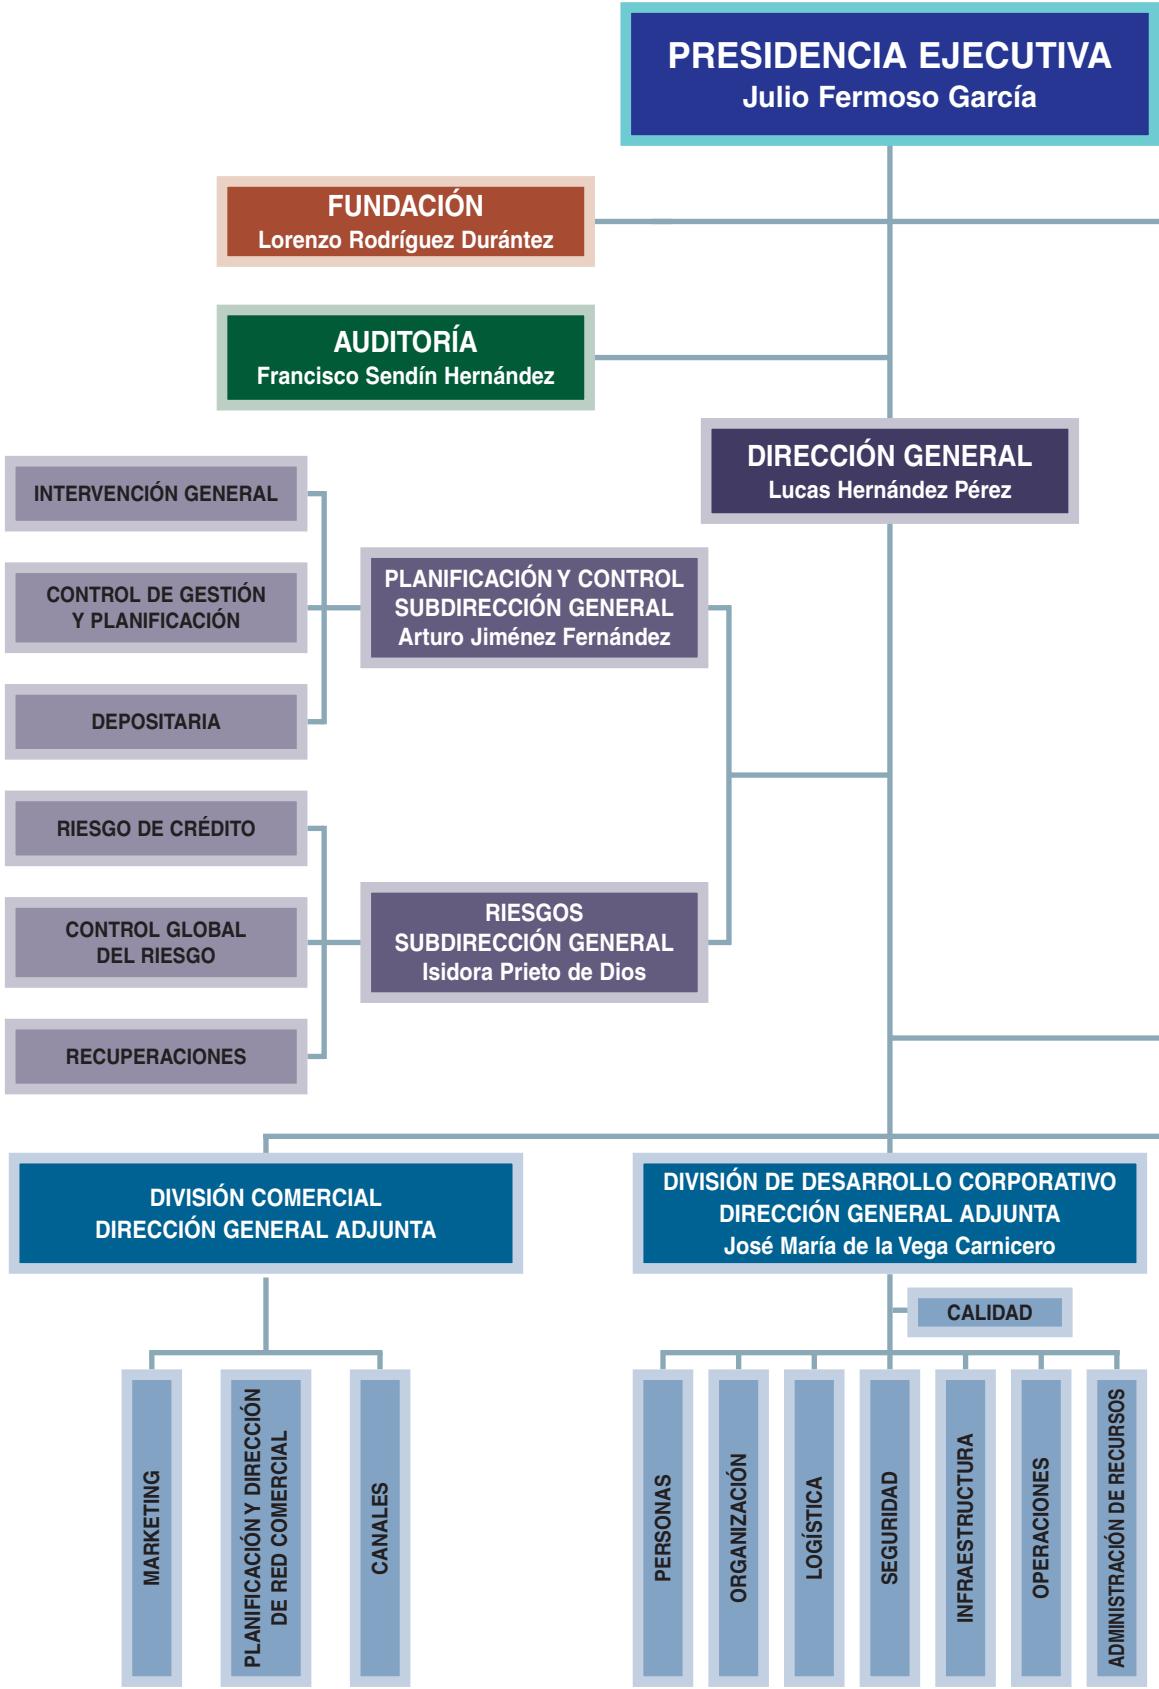 PRESIDENCIA EJECUTIVA
Julio Fermoso García
FUNDACIÓN
Lorenzo Rodríguez Durántez
AUDITORÍA
Francisco Sendín Hernández
DIRECCIÓN GENERAL
Lucas Hernández Pérez
INTERVENCIÓN GENERAL
CONTROL DE GESTIÓN
Y PLANIFICACIÓN
DEPOSITARIA
PLANIFICACIÓN Y CONTROL
SUBDIRECCIÓN GENERAL
Arturo Jiménez Fernández
RIESGO DE CRÉDITO
CONTROL GLOBAL
DEL RIESGO
RECUPERACIONES
RIESGOS
SUBDIRECCIÓN GENERAL
Isidora Prieto de Dios
DIVISIÓN COMERCIAL
DIRECCIÓN GENERAL ADJUNTA
DIVISIÓN DE DESARROLLO CORPORATIVO
DIRECCIÓN GENERAL ADJUNTA
José María de la Vega Carnicero
CALIDAD
MARKETING
PLANIFICACIÓN Y DIRECCIÓN
DE RED COMERCIAL
CANALES
PERSONAS
ORGANIZACIÓN
LOGÍSTICA
SEGURIDAD
INFRAESTRUCTURA
OPERACIONES
ADMINISTRACIÓN DE RECURSOS